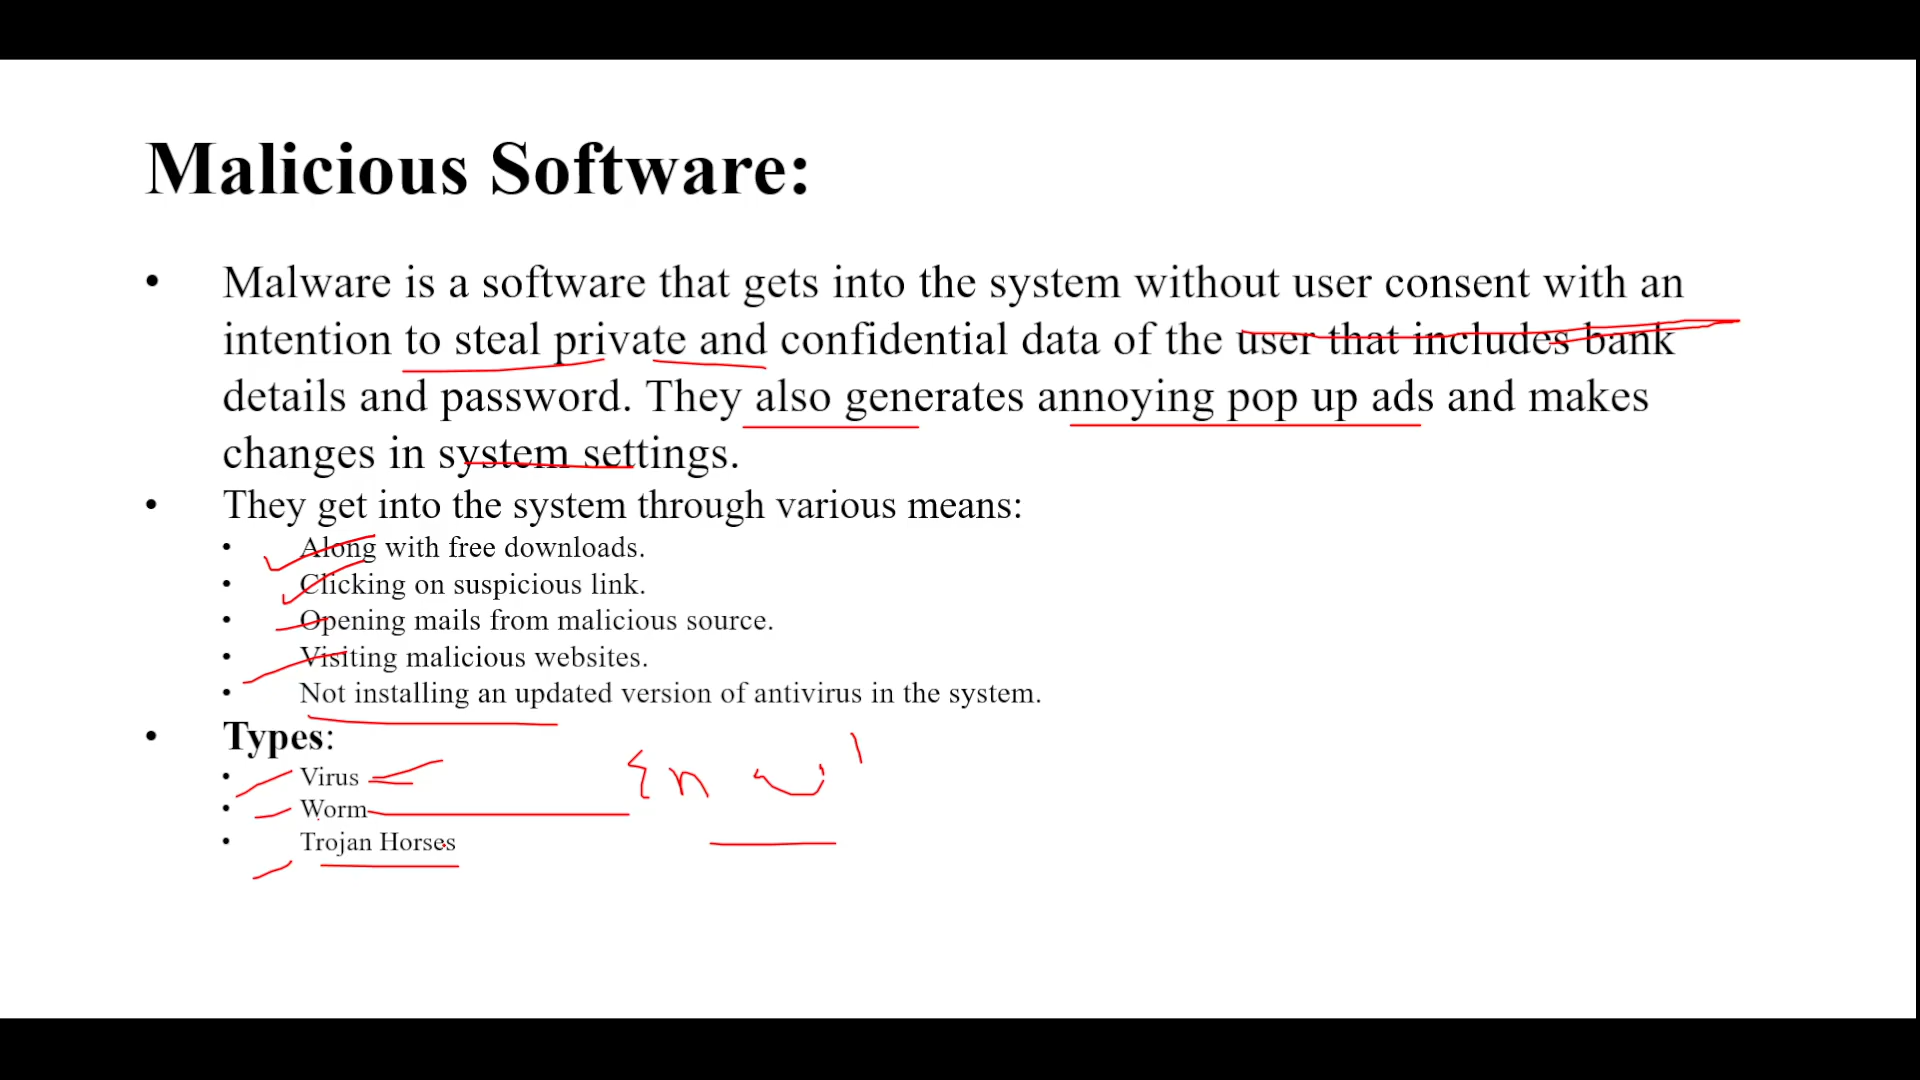 Malicious Software:
• Malware is a software that gets into the system without user consent with an
intention to steal private and confidential data of the user that includes bank
details and password. They also generates annoying pop up ads and makes
changes in system settings.
• They get into the system through various means:
• Along with free downloads.
• Clicking on suspicious link.
• Opening mails from malicious source.
• Visiting malicious websites.
• Not installing an updated version of antivirus in the system.
• Types:
• Virus
• Worm
• Trojan Horses